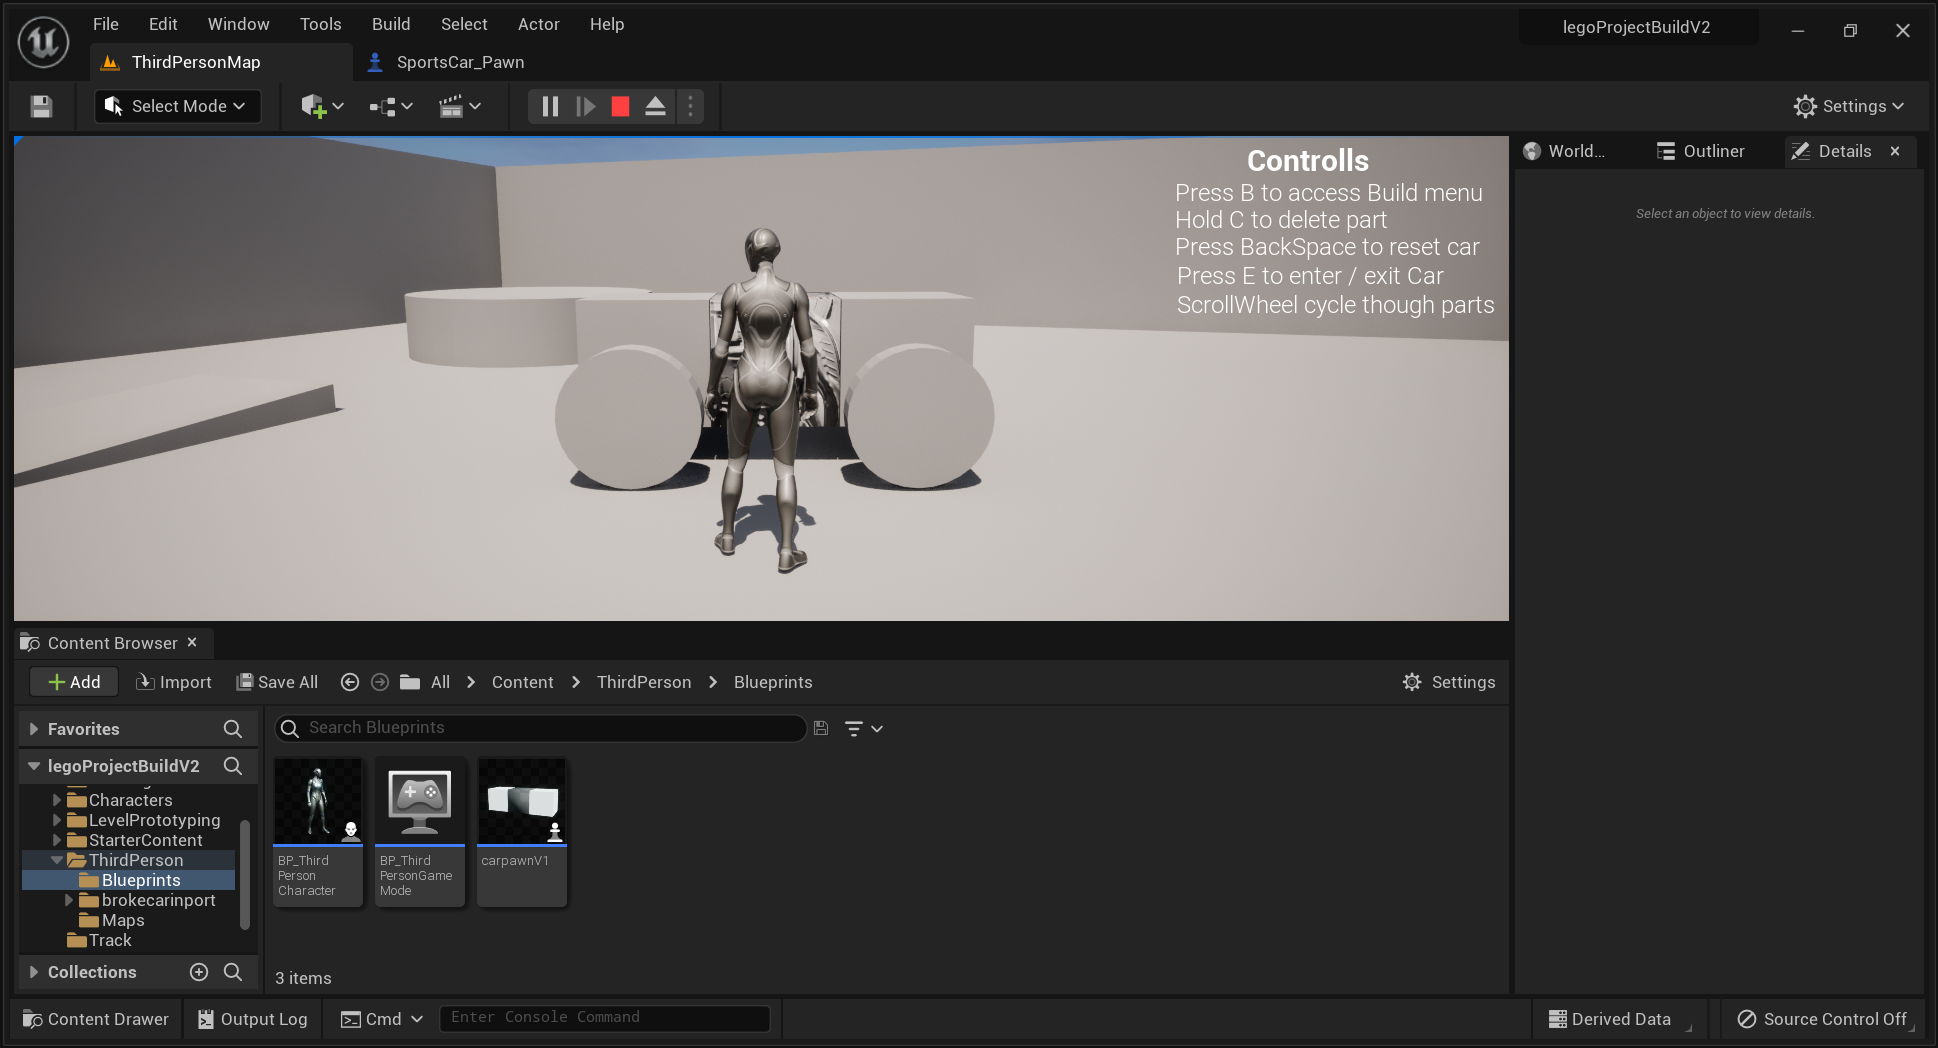 File Edit Window Tools Build Select Actor Help
legoProjectBuildV2
ThirdPersonMap
SportsCar_Pawn
Select Mode
Settings
Controlls
Press B to access Build menu
Hold C to delete part
Press BackSpace to reset car
Press E to enter / exit Car
ScrollWheel cycle though parts
World...
Outliner
Details
Select an object to view details.
Content Browser
Add
Import
Save All
All
Content
ThirdPerson
Blueprints
Settings
Favorites
Search Blueprints
legoProjectBuildV2
Characters
LevelPrototyping
StarterContent
ThirdPerson
Blueprints
brokecarinport
Maps
Track
Collections
BP_Third
Person
Character
BP_Third
PersonGame
Mode
carpawnV1
3 items
Content Drawer
Output Log
Cmd
Enter Console Command
Derived Data
Source Control Off